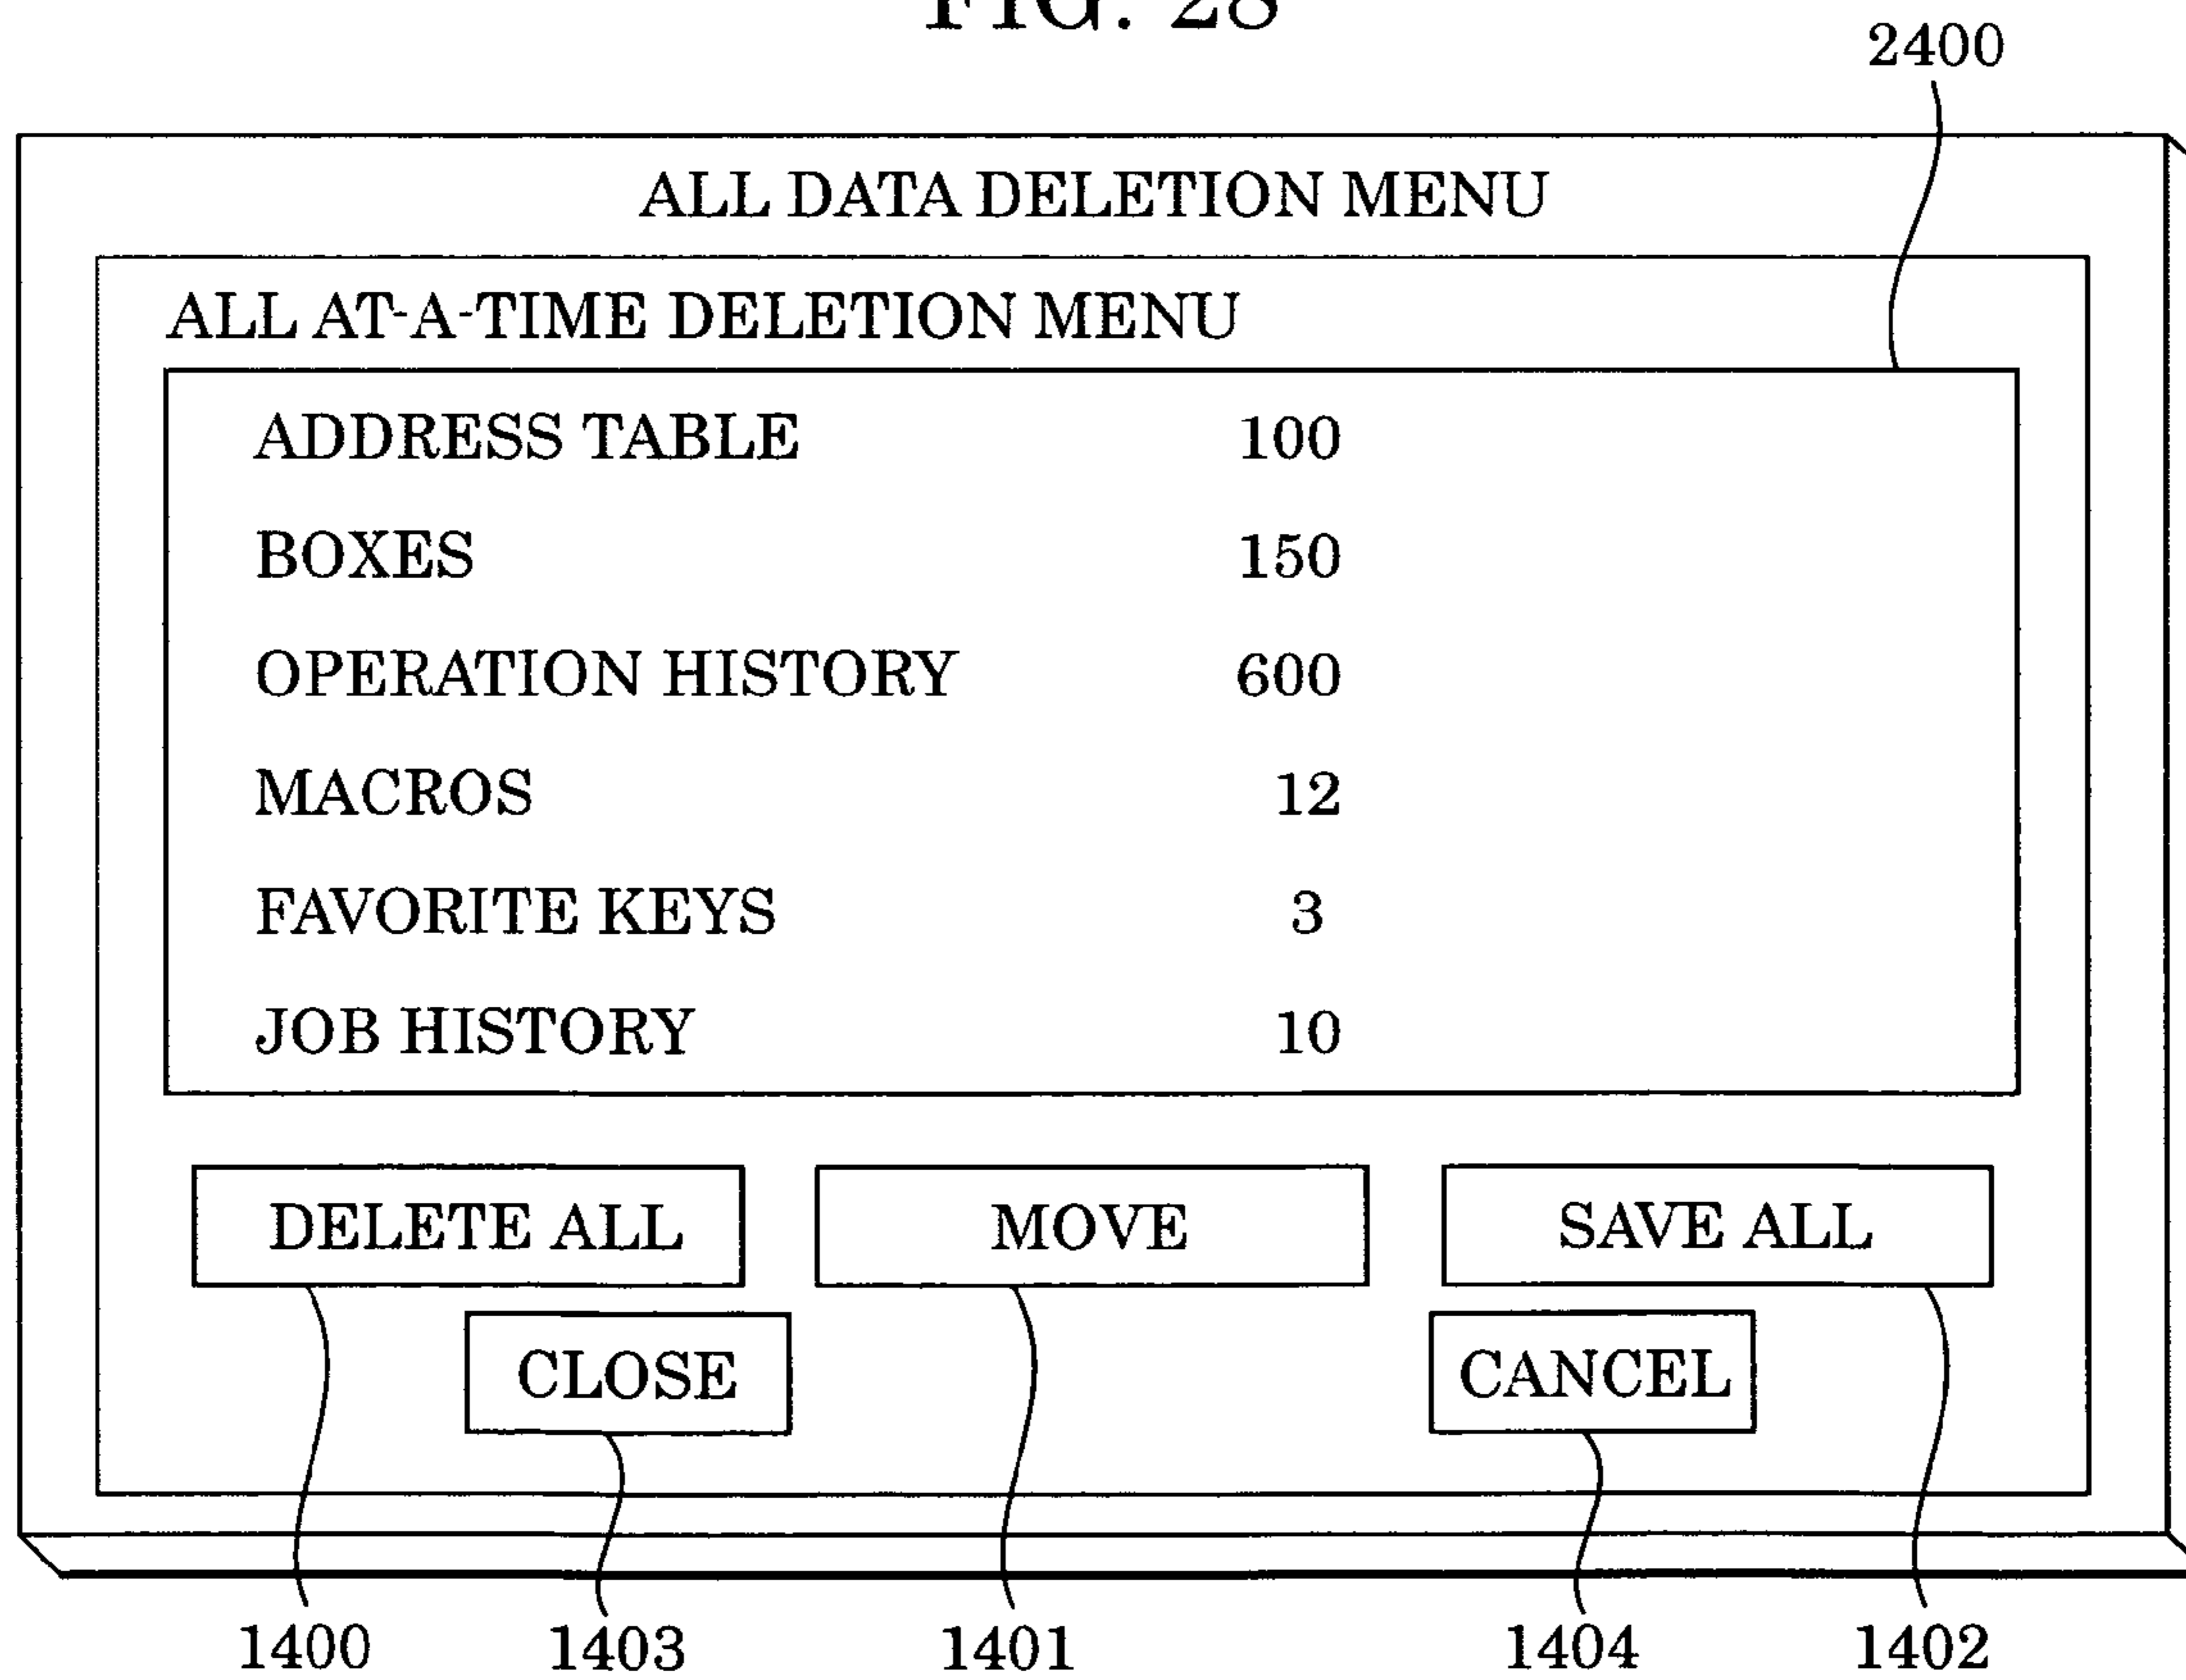 FIG. 28
2400
ALL DATA DELETION MENU
ALL AT-A-TIME DELETION MENU
ADDRESS TABLE 100
BOXES 150
OPERATION HISTORY 600
MACROS 12
FAVORITE KEYS 3
JOB HISTORY 10
DELETE ALL MOVE SAVE ALL
CLOSE CANCEL
1400 1403 1401 1404 1402